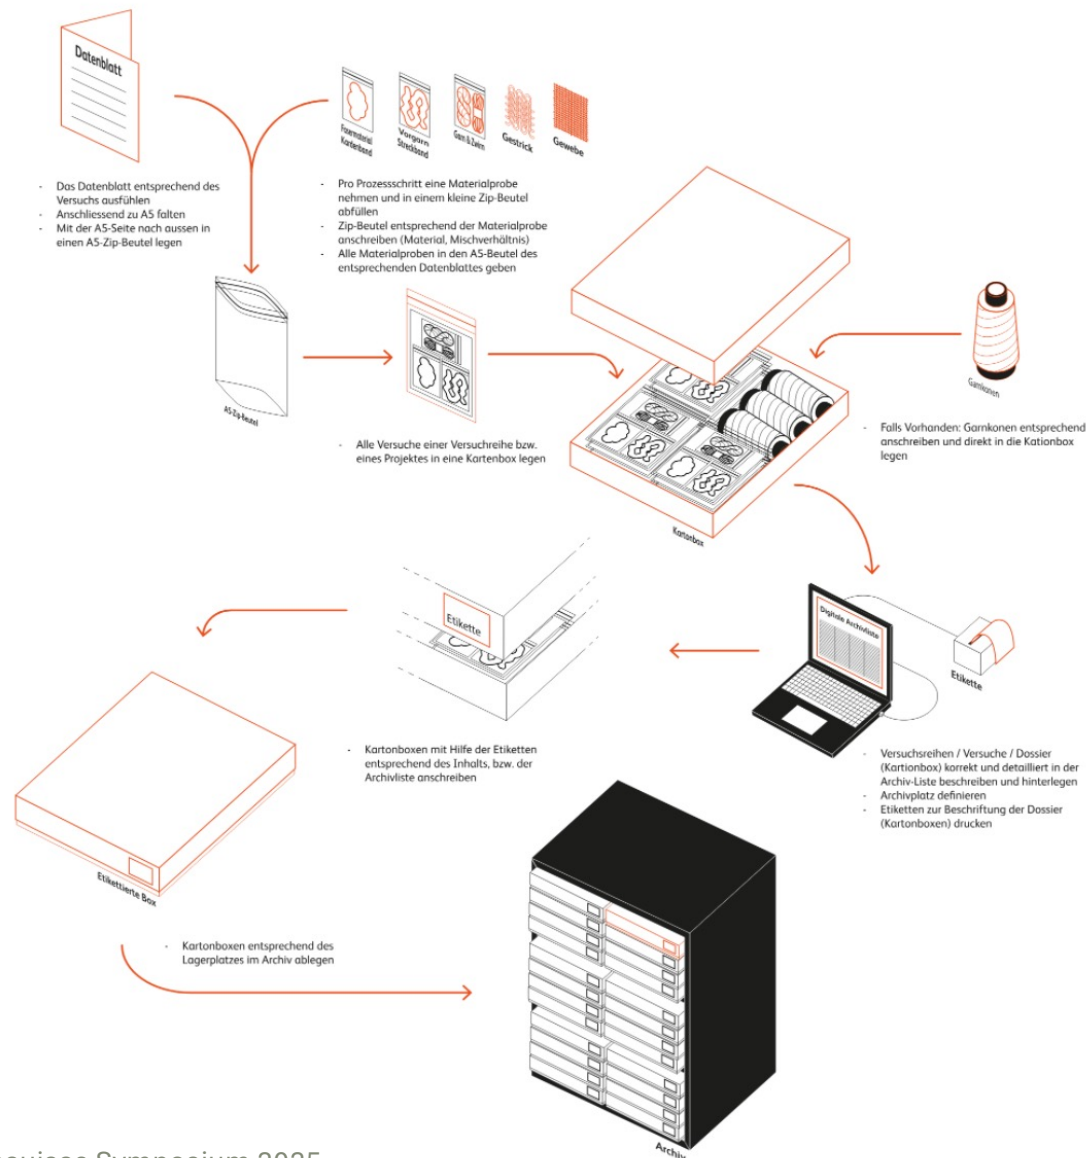 Datenblatt
- Das Datenblatt entsprechend des
Versuchs ausfühlen
- Anschliessend zu A5 falten
- Mit der A5-Seite nach aussen in
einen A5-Zip-Beutel legen
Fasermaterial
Kardenband
Vorgarn
Streckband
Garn & Zwirn
Gestrick
Gewebe
- Pro Prozessschritt eine Materialprobe
nehmen und in einem kleine Zip-Beutel
abfüllen
- Zip-Beutel entsprechend der Materialprobe
anschreiben (Material, Mischverhältnis)
- Alle Materialproben in den A5-Beutel des
entsprechenden Datenblattes geben
A5-Zip-Beutel
- Alle Versuche einer Versuchreihe bzw.
eines Projektes in eine Kartenbox legen
Garnkonen
- Falls Vorhanden: Garnkonen entsprechend
anschreiben und direkt in die Kationbox
legen
Kartonbox
Digitale Archivliste
Etikette
- Versuchsreihen / Versuche / Dossier
(Kartionbox) korrekt und detailliert in der
Archiv-Liste beschreiben und hinterlegen
- Archivplatz definieren
- Etiketten zur Beschriftung der Dossier
(Kartonboxen) drucken
Etikette
- Kartonboxen mit Hilfe der Etiketten
entsprechend des Inhalts, bzw. der
Archivliste anschreiben
Etikettierte Box
- Kartonboxen entsprechend des
Lagerplatzes im Archiv ablegen
Archiv
Symposium 2025